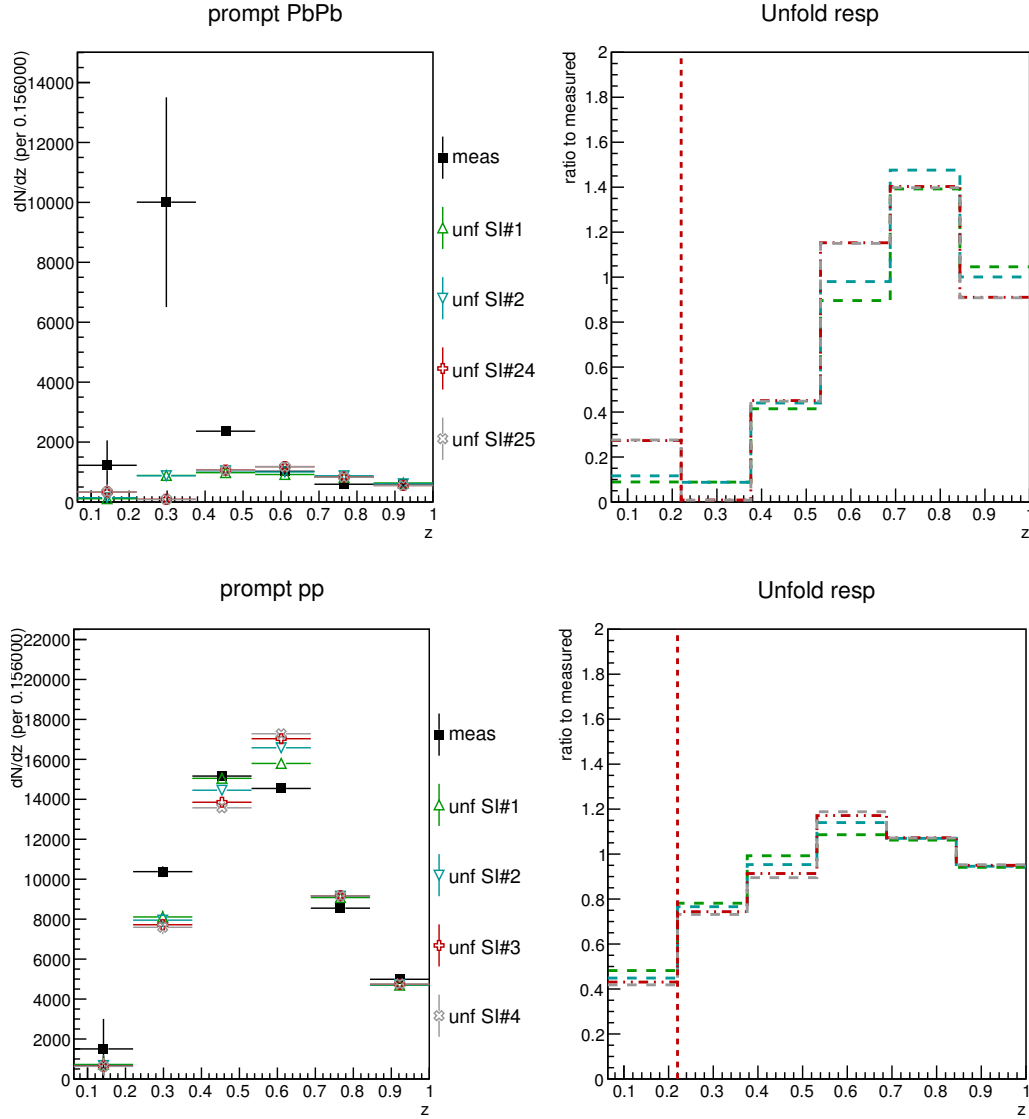 prompt PbPb
dN/dz (per 0.156000)
14000
12000
10000
8000
6000
4000
2000
0
0.1 0.2 0.3 0.4 0.5 0.6 0.7 0.8 0.9 1
z
meas
unf SI#1
unf SI#2
unf SI#24
unf SI#25
Unfold resp
ratio to measured
2
1.8
1.6
1.4
1.2
1
0.8
0.6
0.4
0.2
0
0.1 0.2 0.3 0.4 0.5 0.6 0.7 0.8 0.9 1
z
prompt pp
dN/dz (per 0.156000)
22000
20000
18000
16000
14000
12000
10000
8000
6000
4000
2000
0
0.1 0.2 0.3 0.4 0.5 0.6 0.7 0.8 0.9 1
z
meas
unf SI#1
unf SI#2
unf SI#3
unf SI#4
Unfold resp
ratio to measured
2
1.8
1.6
1.4
1.2
1
0.8
0.6
0.4
0.2
0
0.1 0.2 0.3 0.4 0.5 0.6 0.7 0.8 0.9 1
z